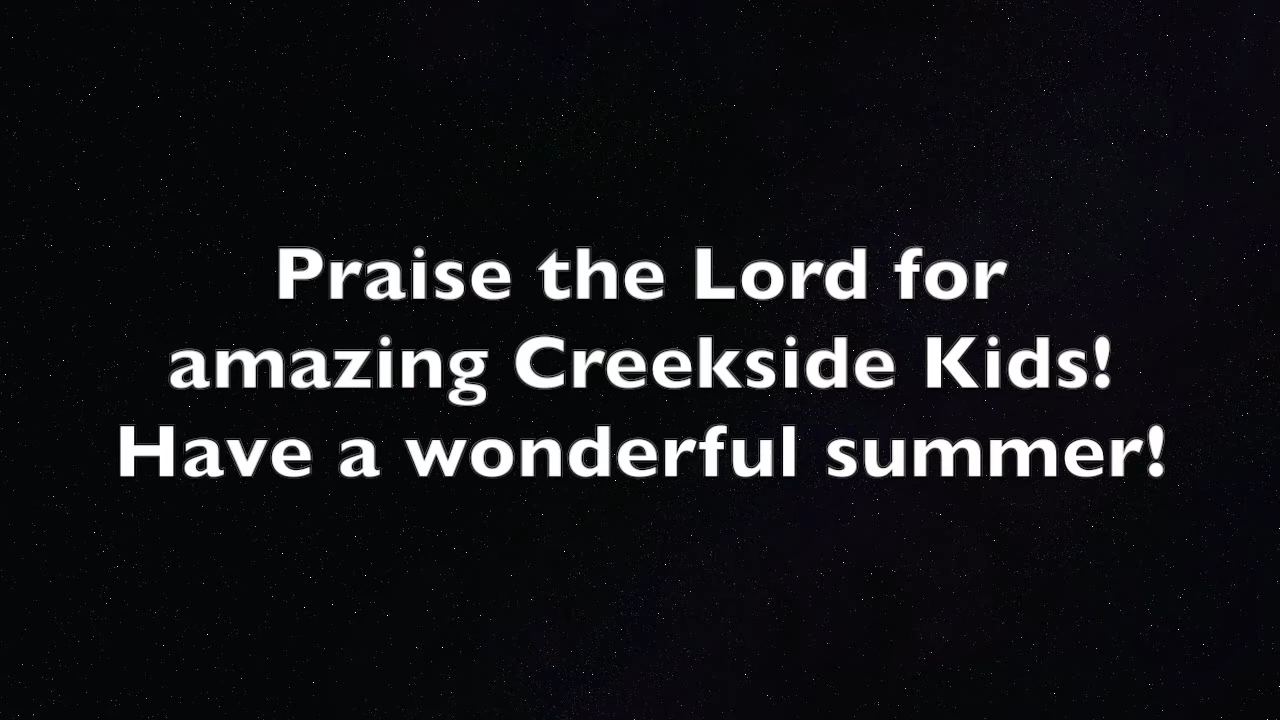 Praise the Lord for
amazing Creekside Kids!
Have a wonderful summer!